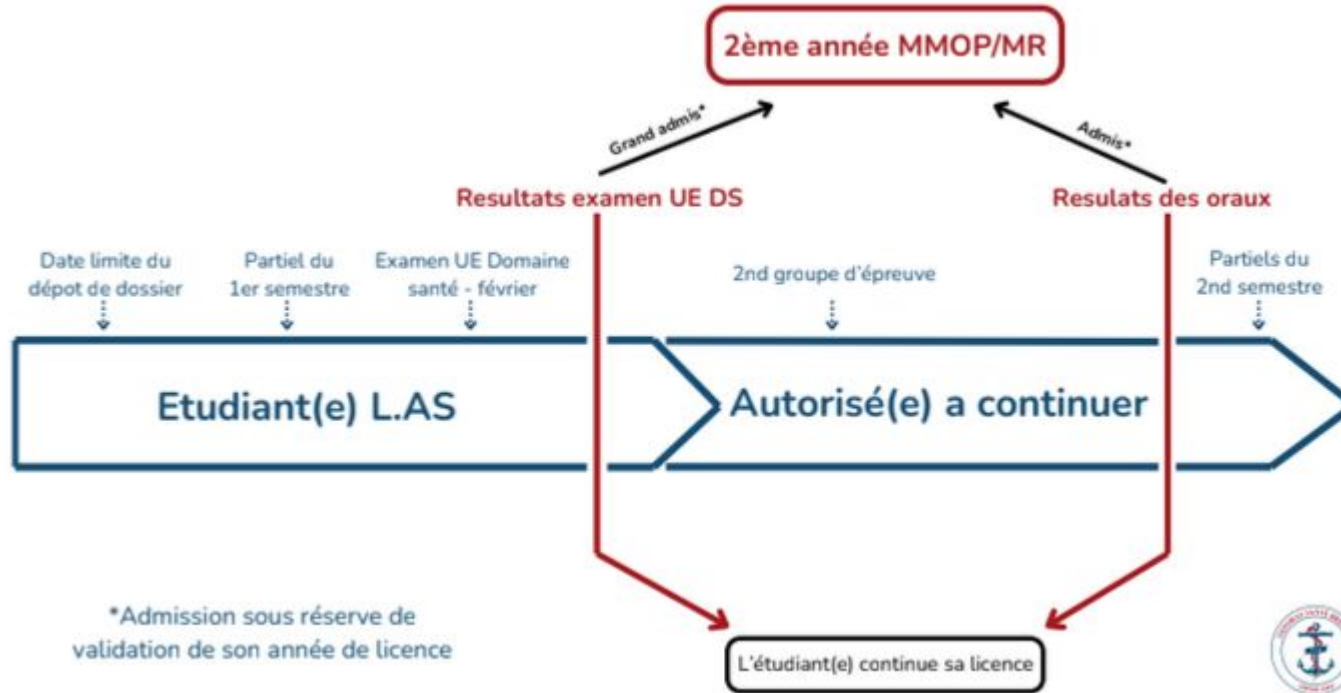 2ème année MMOP/MR
Grand admis*
Admis*
Resultats examen UE DS
Resulats des oraux
Date limite du
dépot de dossier
Partiel du
1er semestre
Examen UE Domaine
santé - février
2nd groupe d'épreuve
Partiels du
2nd semestre
Etudiant(e) L.AS
Autorisé(e) a continuer
*Admission sous réserve de
validation de son année de licence
L'étudiant(e) continue sa licence